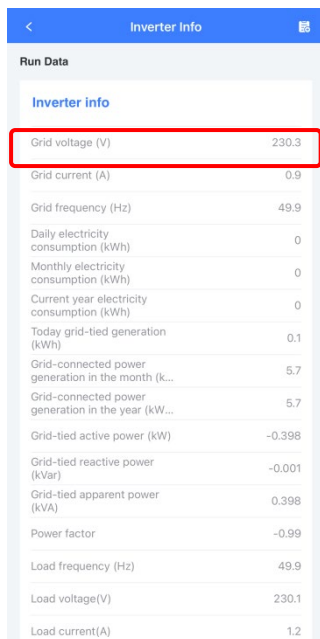 Inverter Info
Run Data
Inverter info
Grid voltage (V) 230.3
Grid current (A) 0.9
Grid frequency (Hz) 49.9
Daily electricity
consumption (kWh) 0
Monthly electricity
consumption (kWh) 0
Current year electricity
consumption (kWh) 0
Today grid-tied generation
(kWh) 0.1
Grid-connected power
generation in the month (k... 5.7
Grid-connected power
generation in the year (kW... 5.7
Grid-tied active power (kW) -0.398
Grid-tied reactive power
(kVar) -0.001
Grid-tied apparent power
(kVA) 0.398
Power factor -0.99
Load frequency (Hz) 49.9
Load voltage(V) 230.1
Load current(A) 1.2